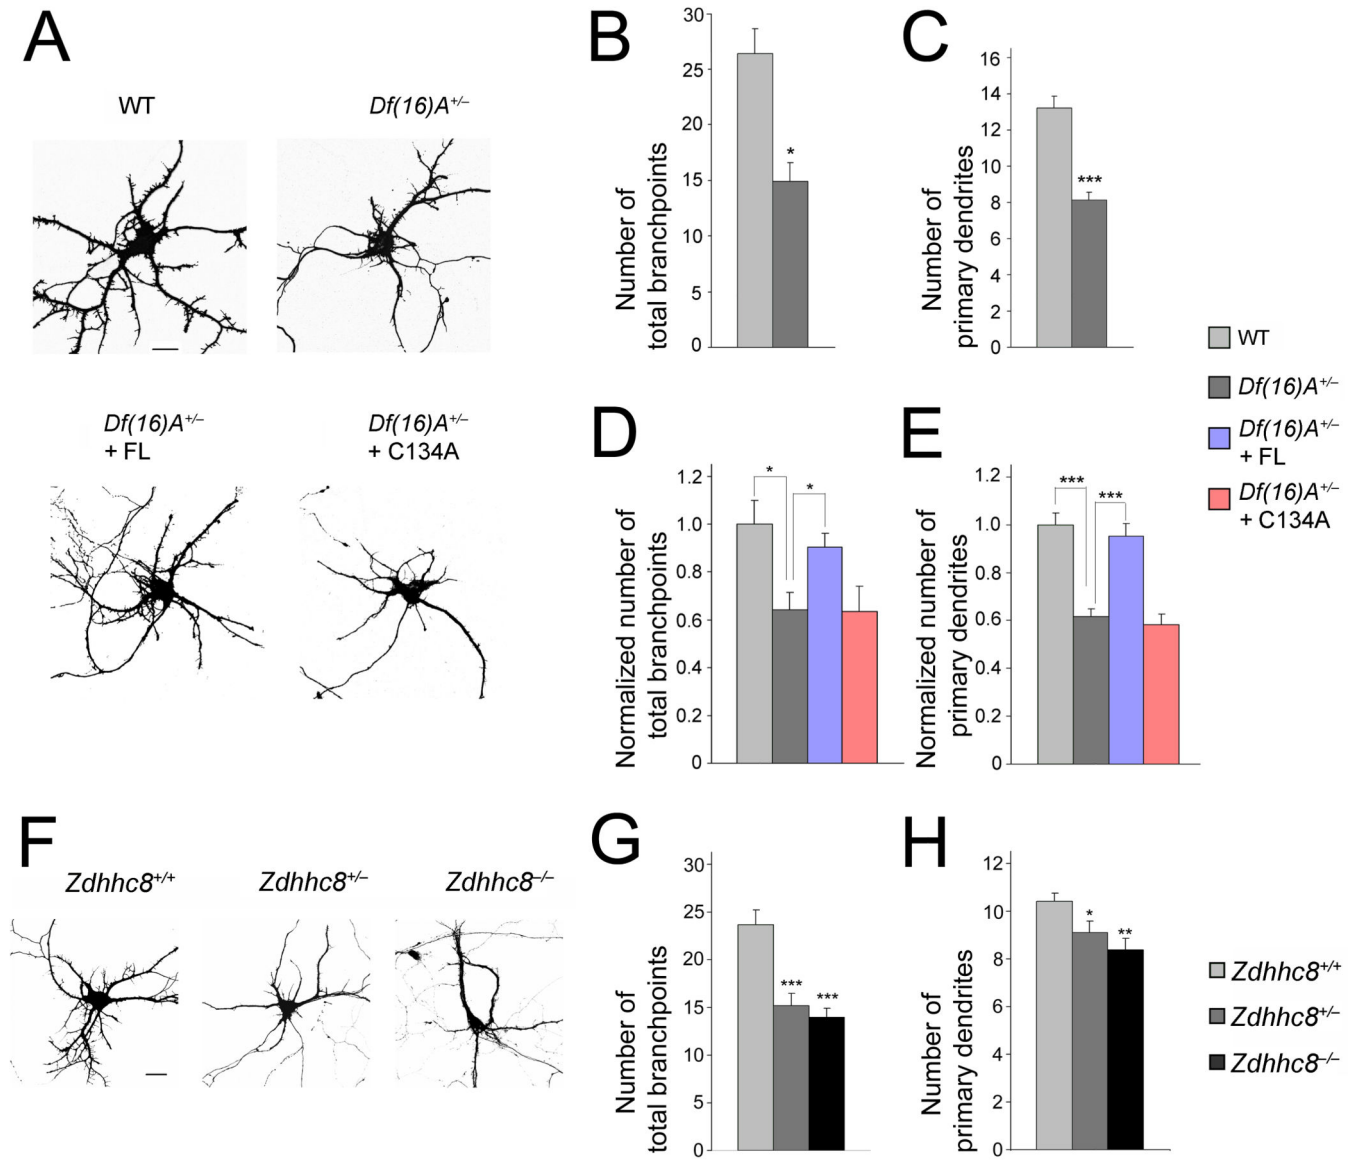 A
WT
Df(16)A+/–
Df(16)A+/–
+ FL
Df(16)A+/–
+ C134A
B
Number of
total branchpoints
30
25
20
15
10
5
0
*
C
Number of
primary dendrites
16
14
12
10
8
6
4
2
0
***
WT
Df(16)A+/–
Df(16)A+/–
+ FL
Df(16)A+/–
+ C134A
D
Normalized number of
total branchpoints
1.2
1.0
0.8
0.6
0.4
0.2
0
*
*
E
Normalized number of
primary dendrites
1.2
1.0
0.8
0.6
0.4
0.2
0
***
***
F
Zdhhc8+/+
Zdhhc8+/–
Zdhhc8–/–
G
Number of
total branchpoints
30
25
20
15
10
5
0
***
***
H
Number of
primary dendrites
12
10
8
6
4
2
0
*
**
Zdhhc8+/+
Zdhhc8+/–
Zdhhc8–/–